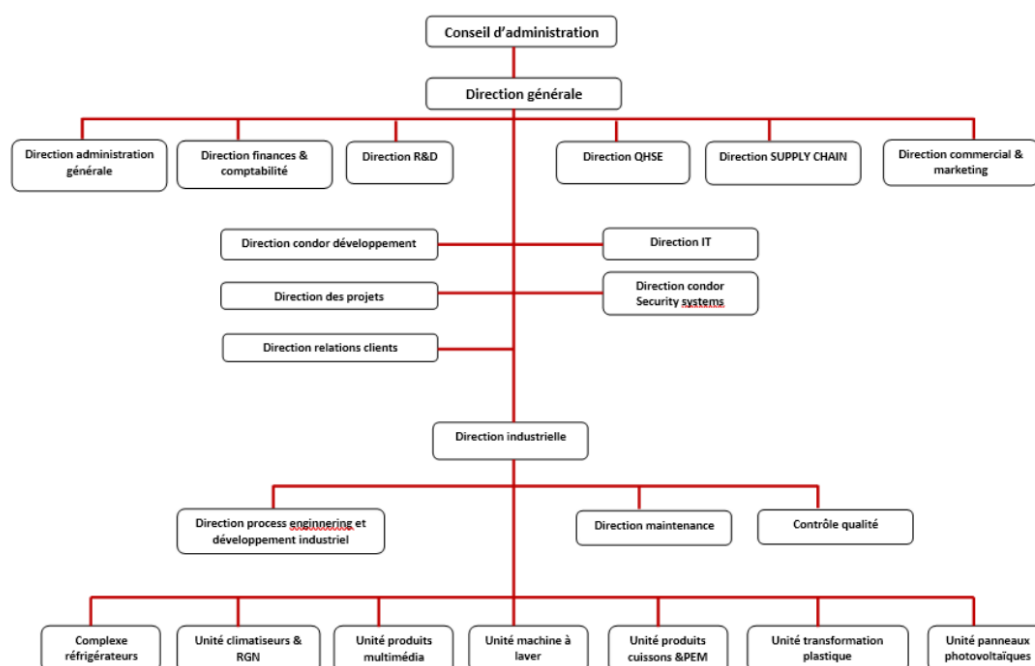 Conseil d'administration
Direction générale
Direction administration
générale
Direction finances &
comptabilité
Direction R&D
Direction QHSE
Direction SUPPLY CHAIN
Direction commercial &
marketing
Direction condor développement
Direction IT
Direction des projets
Direction condor
Security systems
Direction relations clients
Direction industrielle
Direction process enginnering et
développement industriel
Direction maintenance
Contrôle qualité
Complexe
réfrigérateurs
Unité climatiseurs &
RGN
Unité produits
multimédia
Unité machine à
laver
Unité produits
cuissons &PEM
Unité transformation
plastique
Unité panneaux
photovoltaïques